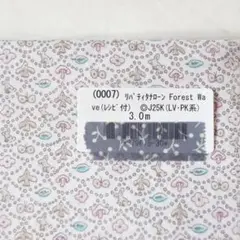 (0007) ﾘﾊﾞﾃｨﾀﾅﾛｰﾝ Forest Wa
ve(ﾚｼﾋﾟ付) ©J25K(LV･PK系)
3.0m